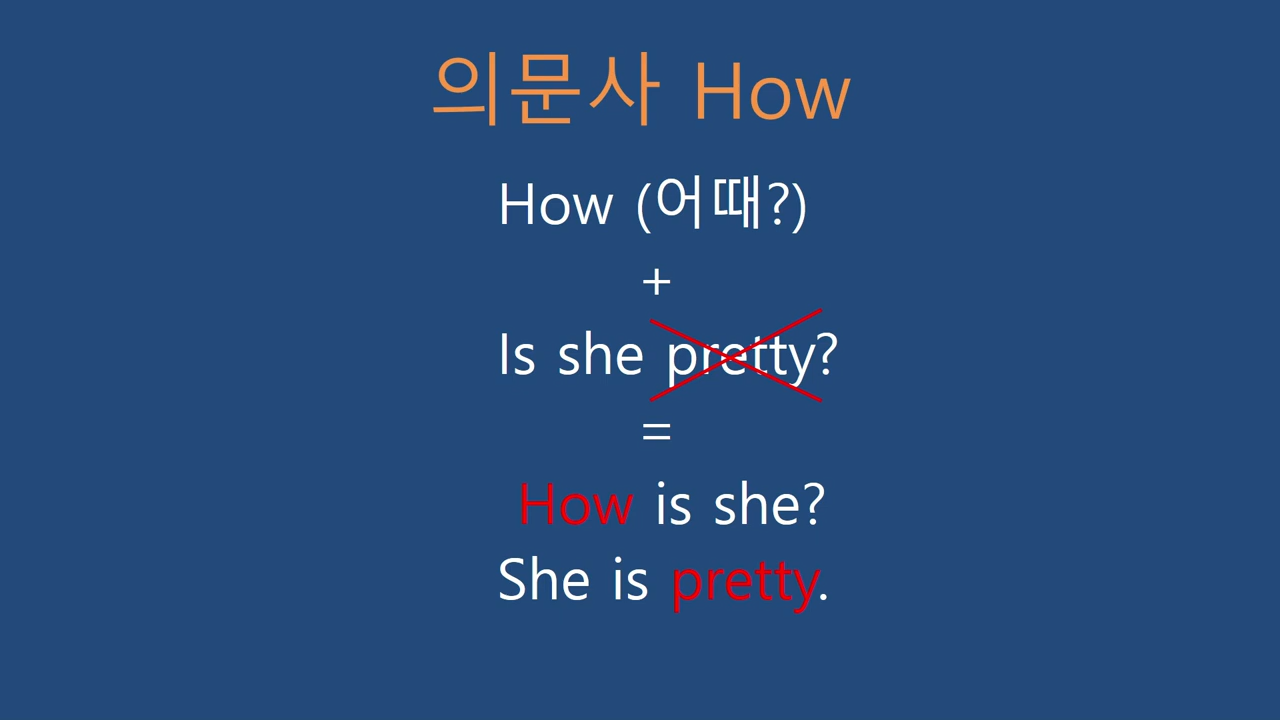 의문사 How
How (어때?)
+
Is she pretty?
=
How is she?
She is pretty.